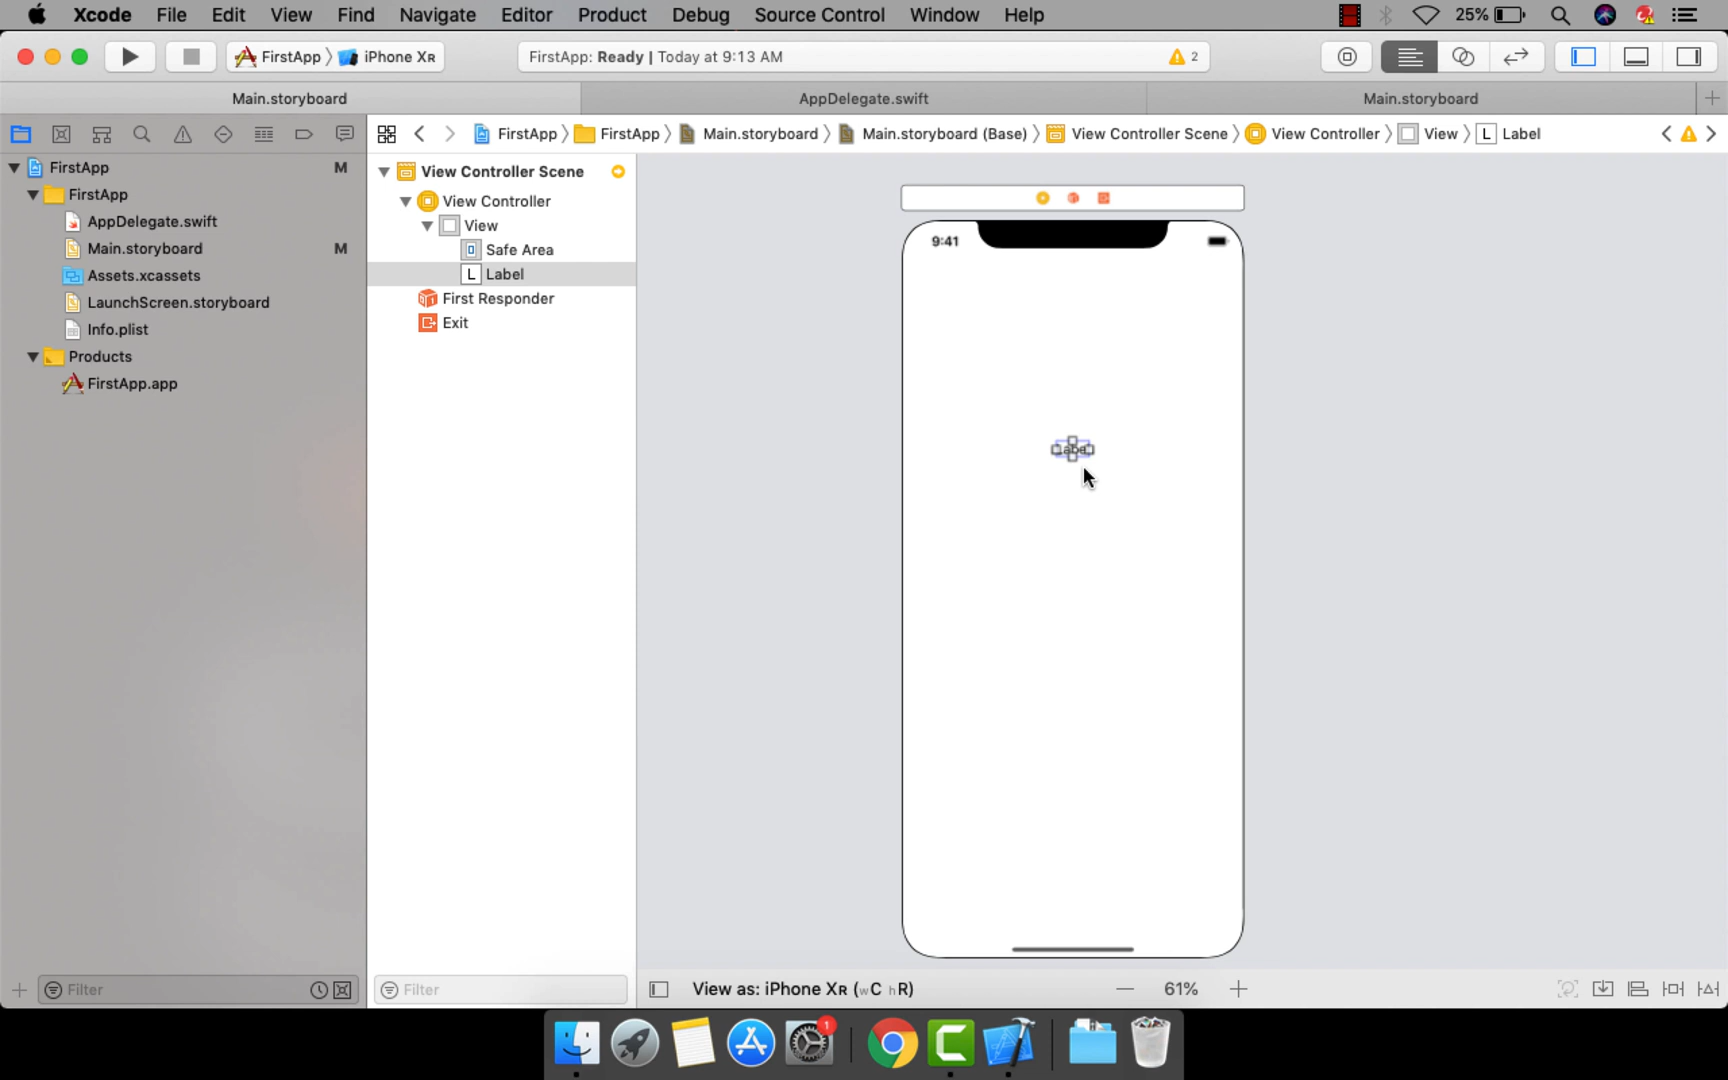 Xcode File Edit View Find Navigate Editor Product Debug Source Control Window Help 25%
FirstApp iPhone XR FirstApp: Ready | Today at 9:13 AM 2
Main.storyboard AppDelegate.swift Main.storyboard
FirstApp FirstApp Main.storyboard Main.storyboard (Base) View Controller Scene View Controller View L Label
FirstApp M
FirstApp
AppDelegate.swift
Main.storyboard M
Assets.xcassets
LaunchScreen.storyboard
Info.plist
Products
FirstApp.app
View Controller Scene
View Controller
View
Safe Area
L Label
First Responder
Exit
9:41
Label
Filter
Filter
View as: iPhone XR (wC hR)
61%
1